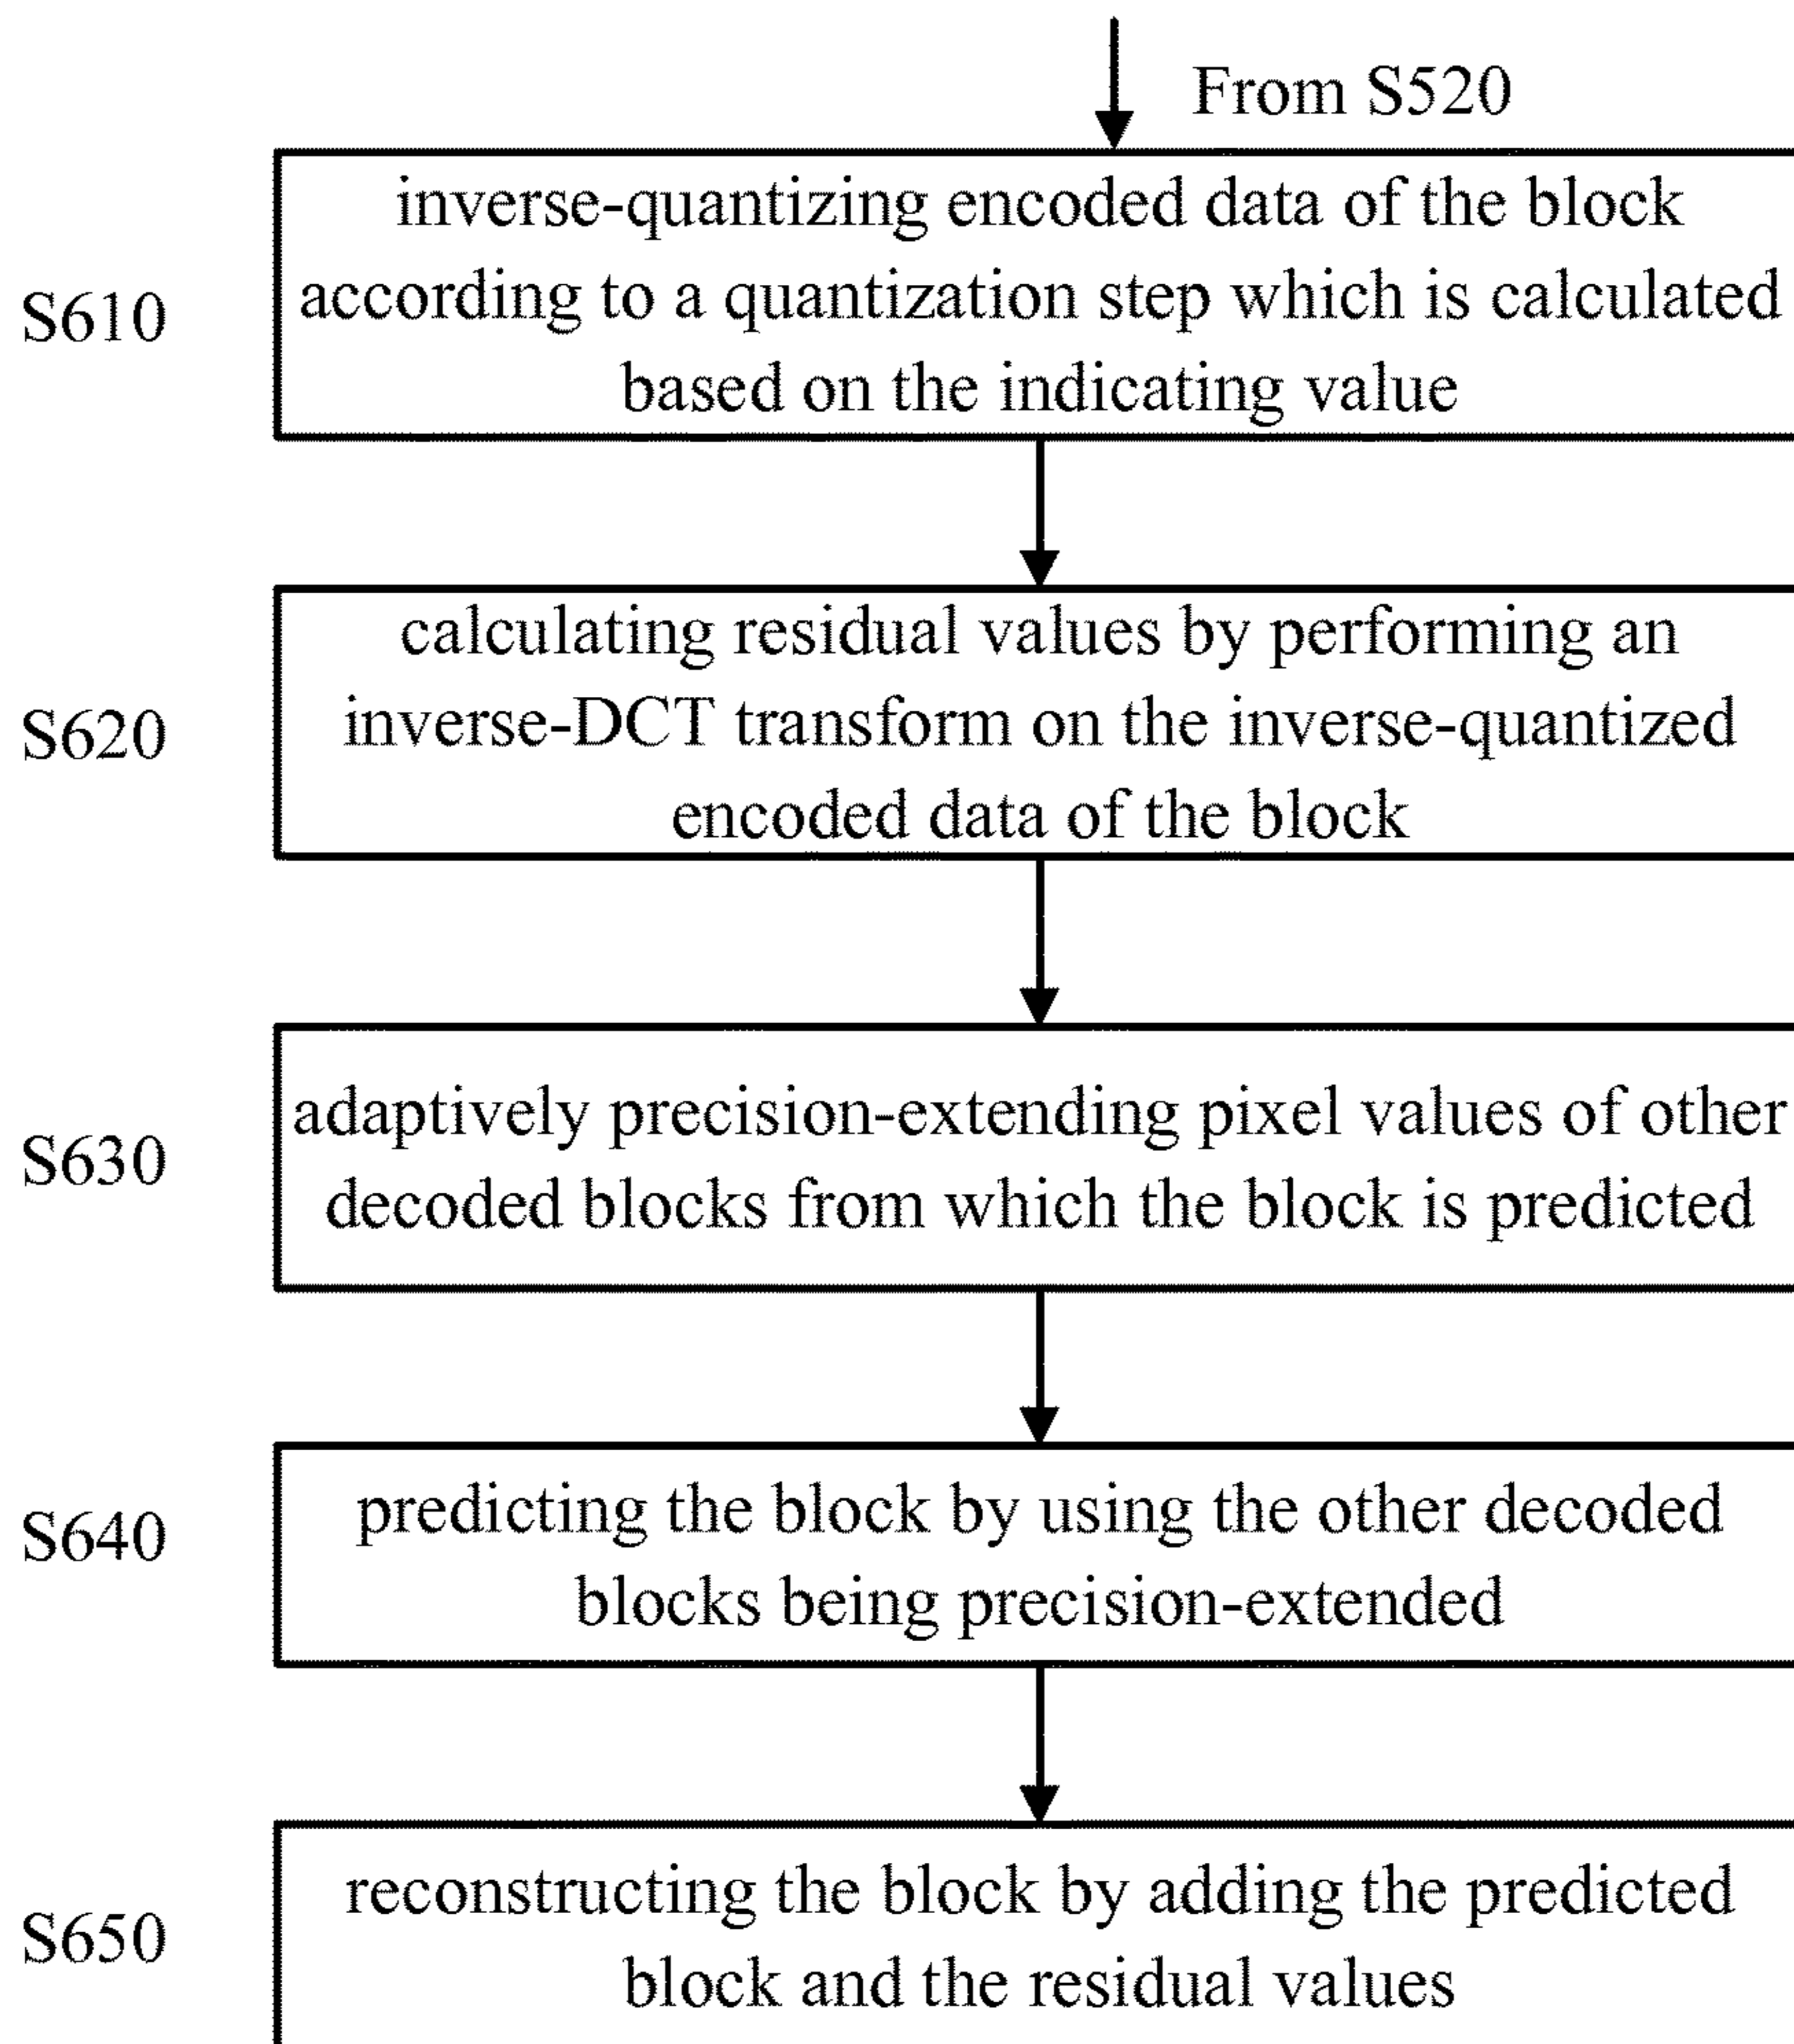 From S520
inverse-quantizing encoded data of the block
S610
according to a quantization step which is calculated
based on the indicating value
calculating residual values by performing an
S620
inverse-DCT transform on the inverse-quantized
encoded data of the block
adaptively precision-extending pixel values of other
S630
decoded blocks from which the block is predicted
predicting the block by using the other decoded
S640
blocks being precision-extended
reconstructing the block by adding the predicted
S650
block and the residual values